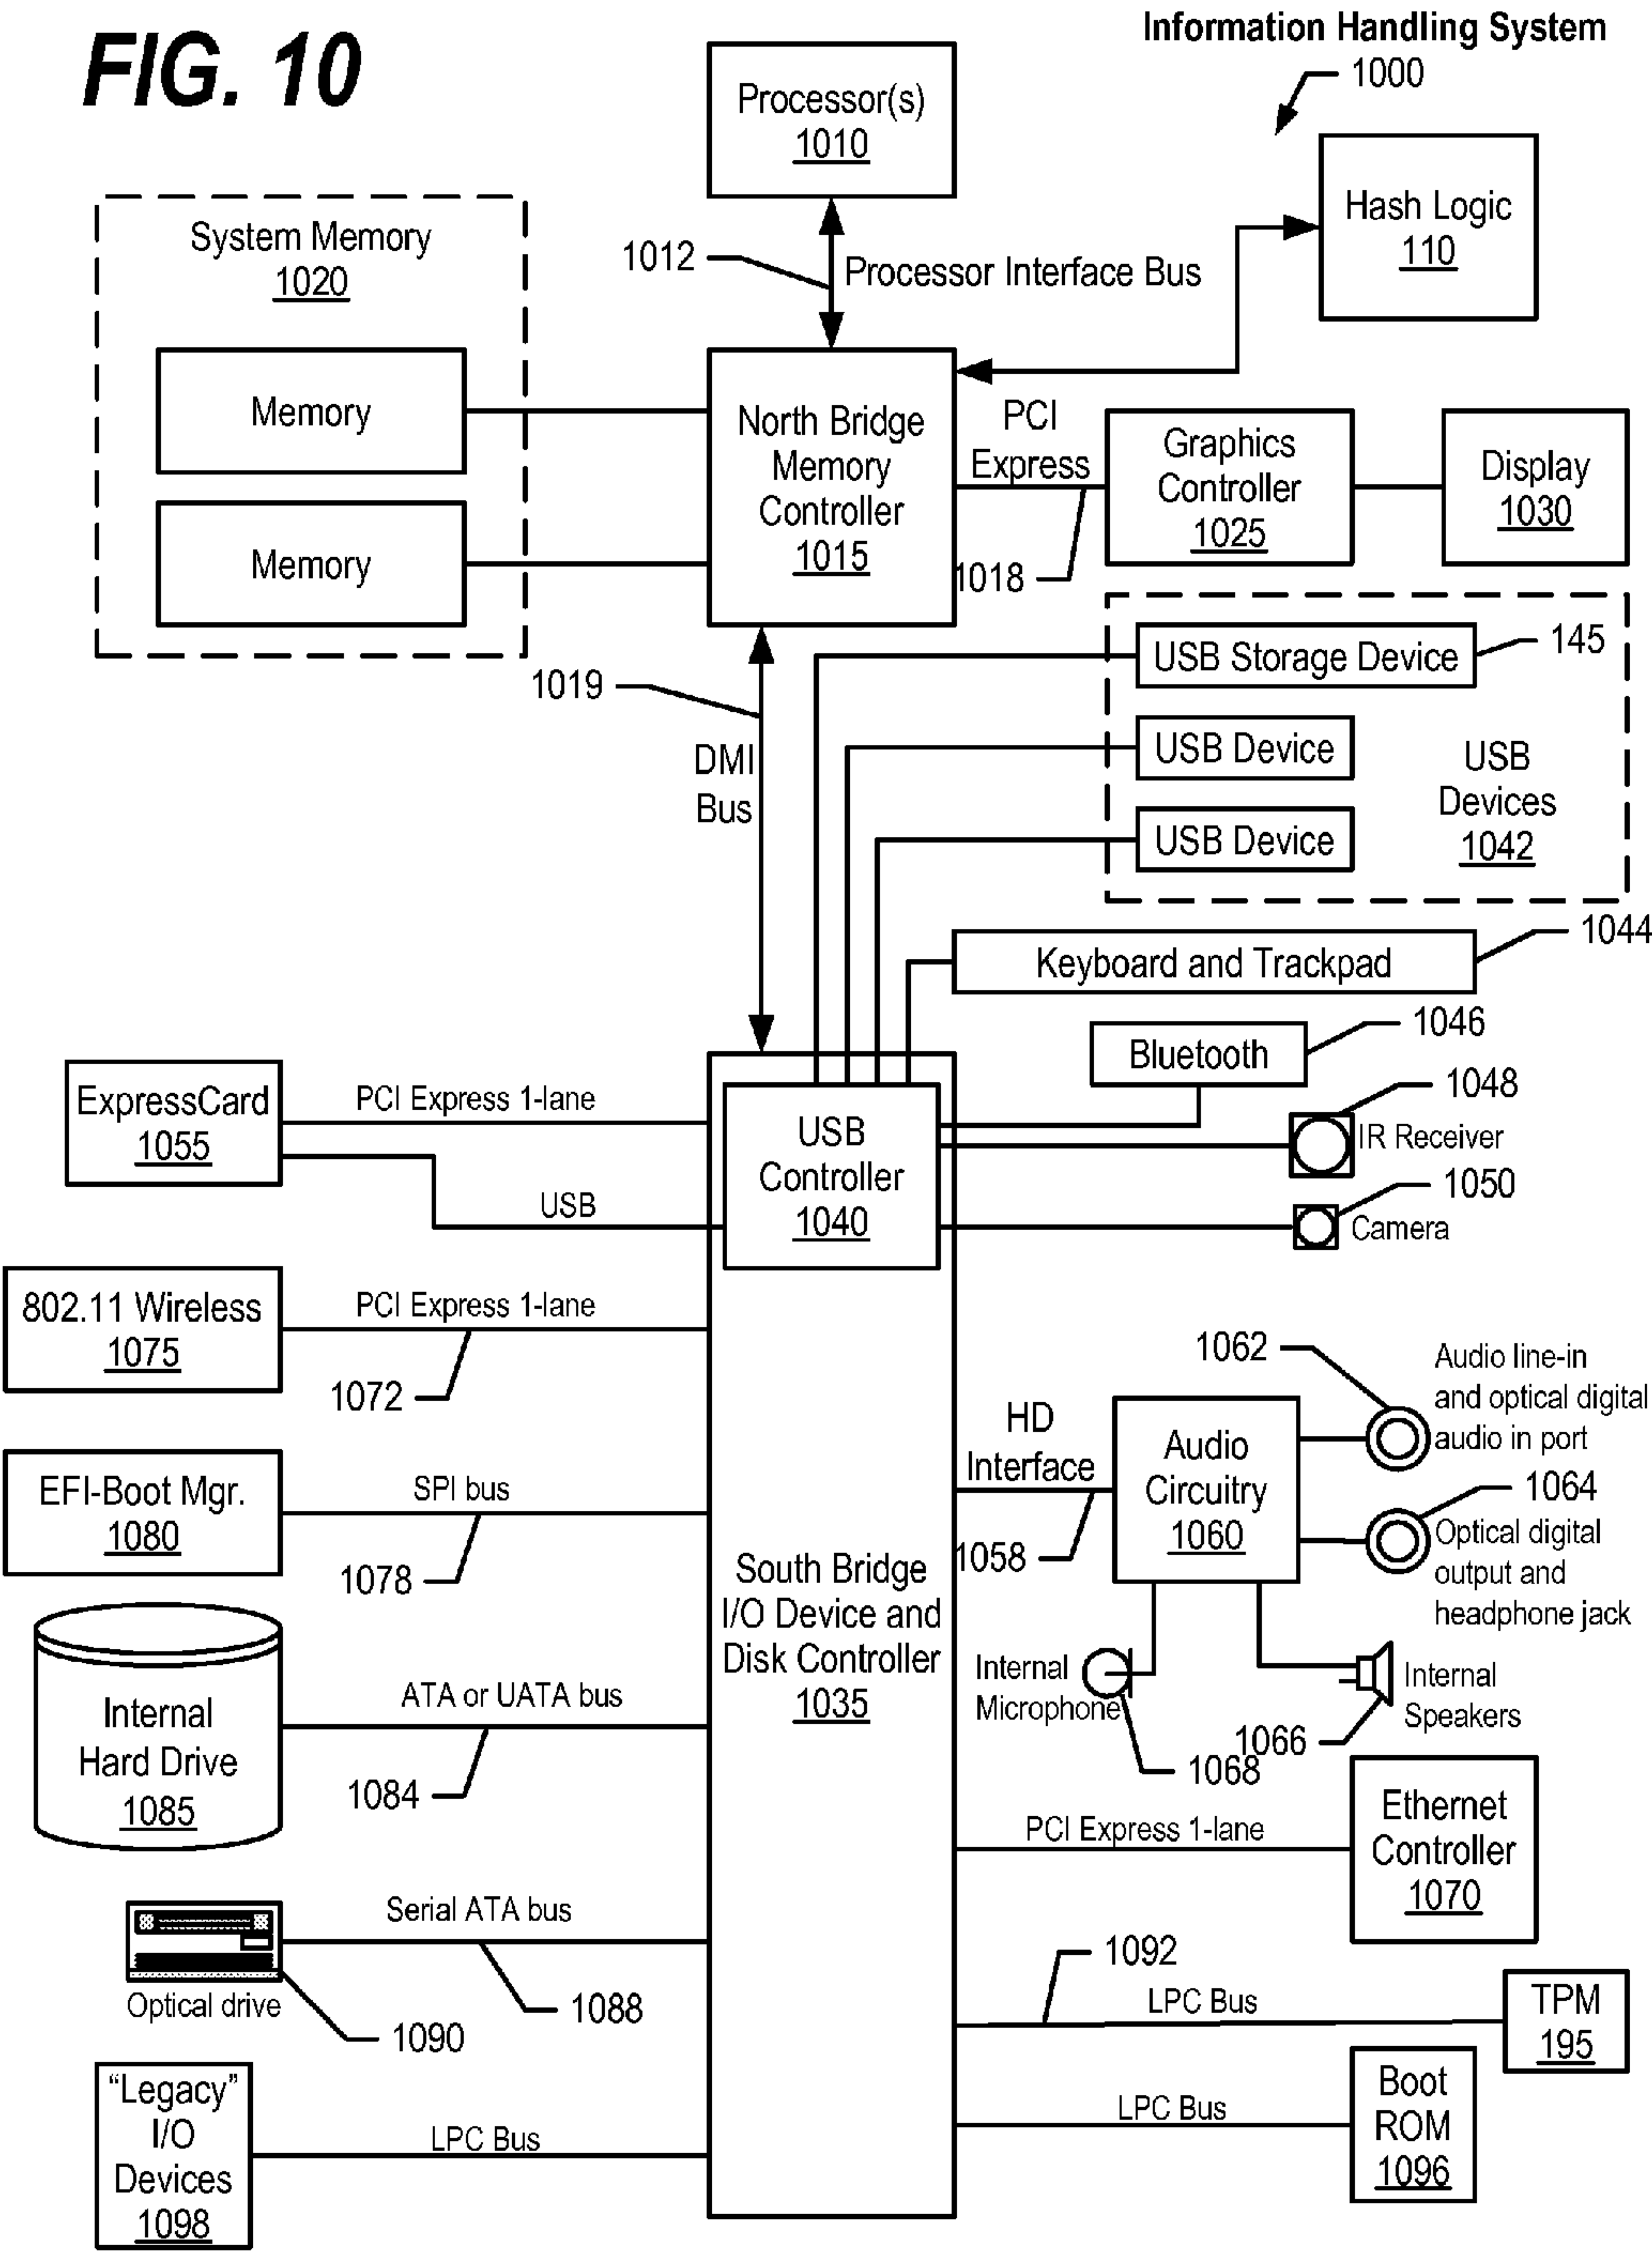 FIG. 10
Information Handling System
1000
Processor(s)
1010
Hash Logic
110
System Memory
1020
1012
Processor Interface Bus
Memory
Memory
North Bridge
Memory
Controller
1015
PCI
Express
1018
Graphics
Controller
1025
Display
1030
1019
DMI
Bus
USB Storage Device
145
USB Device
USB Device
USB
Devices
1042
Keyboard and Trackpad
1044
Bluetooth
1046
1048
IR Receiver
1050
Camera
ExpressCard
1055
PCI Express 1-lane
USB
USB
Controller
1040
802.11 Wireless
1075
PCI Express 1-lane
1072
EFI-Boot Mgr.
1080
SPI bus
1078
HD
Interface
1058
Audio
Circuitry
1060
1062
Audio line-in
and optical digital
audio in port
1064
Optical digital
output and
headphone jack
South Bridge
I/O Device and
Disk Controller
1035
Internal
Microphone
1068
1066
Internal
Speakers
Internal
Hard Drive
1085
ATA or UATA bus
1084
PCI Express 1-lane
Ethernet
Controller
1070
Serial ATA bus
1088
Optical drive
1090
1092
LPC Bus
TPM
195
LPC Bus
Boot
ROM
1096
“Legacy”
I/O
Devices
1098
LPC Bus